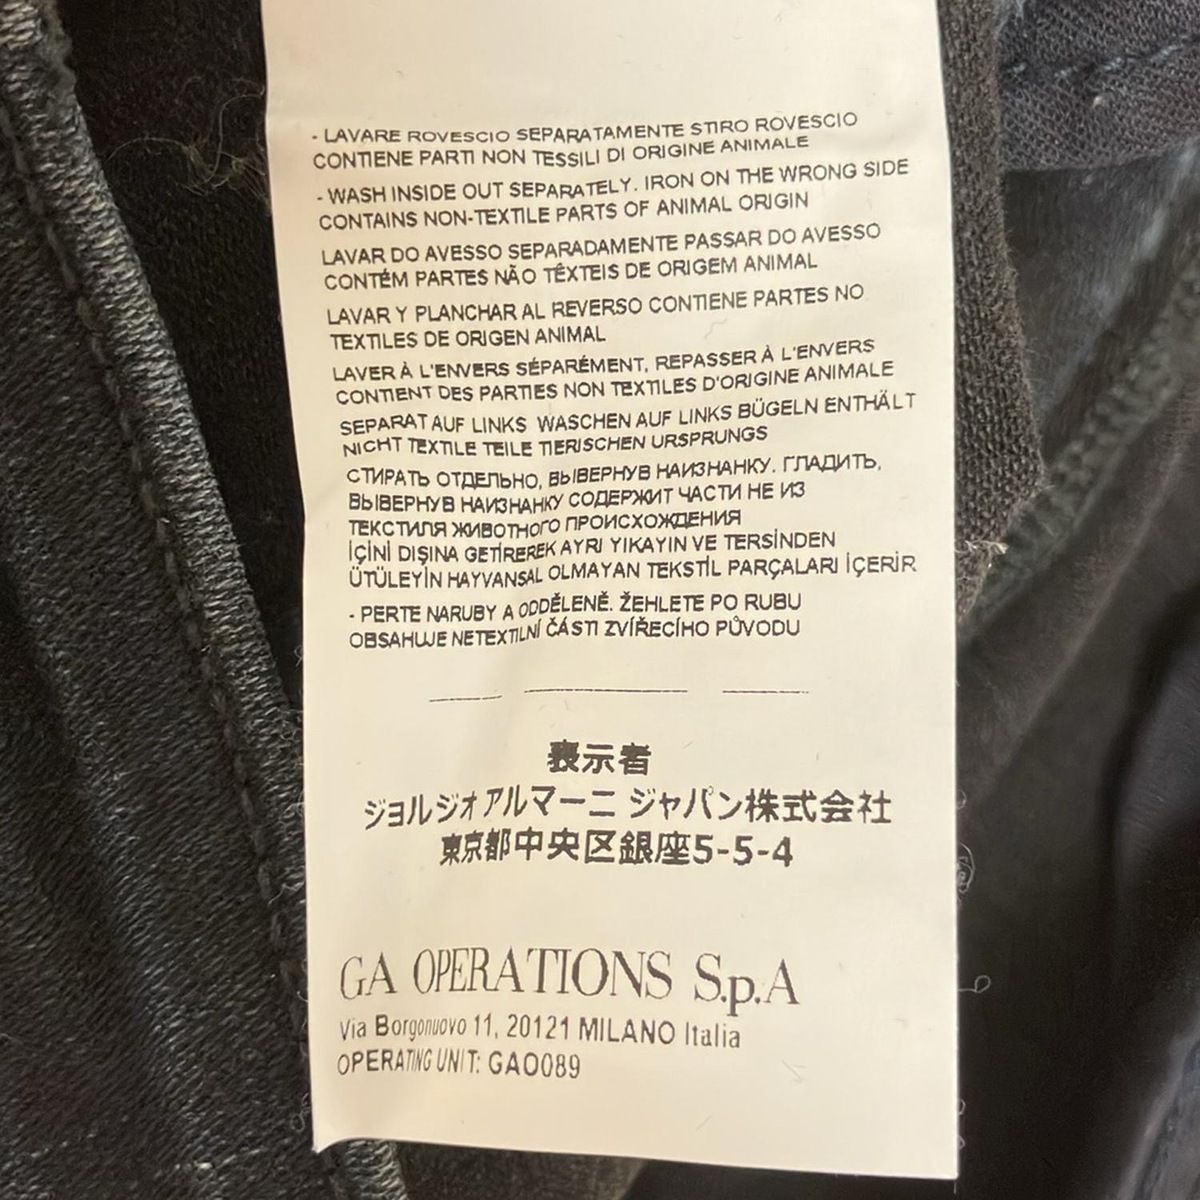 - LAVARE ROVESCIO SEPARATAMENTE STIRO ROVESCIO
CONTIENE PARTI NON TESSILI DI ORIGINE ANIMALE
- WASH INSIDE OUT SEPARATELY. IRON ON THE WRONG SIDE
CONTAINS NON-TEXTILE PARTS OF ANIMAL ORIGIN
LAVAR DO AVESSO SEPARADAMENTE PASSAR DO AVESSO
CONTÉM PARTES NÃO TÊXTEIS DE ORIGEM ANIMAL
LAVAR Y PLANCHAR AL REVERSO CONTIENE PARTES NO
TEXTILES DE ORIGEN ANIMAL
LAVER À L'ENVERS SÉPARÉMENT, REPASSER À L'ENVERS
CONTIENT DES PARTIES NON TEXTILES D'ORIGINE ANIMALE
SEPARAT AUF LINKS WASCHEN AUF LINKS BÜGELN ENTHÄLT
NICHT TEXTILE TEILE TIERISCHEN URSPRUNGS
СТИРАТЬ ОТДЕЛЬНО, ВЫВЕРНУВ НАИЗНАНКУ. ГЛАДИТЬ,
ВЫВЕРНУВ НАИЗНАНКУ СОДЕРЖИТ ЧАСТИ НЕ ИЗ
ТЕКСТИЛЯ ЖИВОТНОГО ПРОИСХОЖДЕНИЯ
İÇİNİ DIŞINA GETİREREK AYRI YIKAYIN VE TERSİNDEN
ÜTÜLEYİN HAYVANSAL OLMAYAN TEKSTİL PARÇALARI İÇERİR
- PERTE NARUBY A ODDĚLENĚ. ŽEHLETE PO RUBU
OBSAHUJE NETEXTILNÍ ČÁSTI ZVÍŘECÍHO PŮVODU
表示者
ジョルジオ アルマーニ ジャパン株式会社
東京都中央区銀座5-5-4
GA OPERATIONS S.p.A
Via Borgonuovo 11, 20121 MILANO Italia
OPERATING UNIT: GAO089